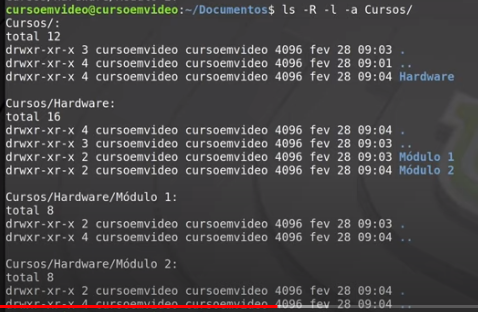 cursoemvideo@cursoemvideo:~/Documentos$ ls -R -l -a Cursos/
Cursos/:
total 12
drwxr-xr-x 3 cursoemvideo cursoemvideo 4096 fev 28 09:03 .
drwxr-xr-x 4 cursoemvideo cursoemvideo 4096 fev 28 09:01 ..
drwxr-xr-x 4 cursoemvideo cursoemvideo 4096 fev 28 09:04 Hardware
Cursos/Hardware:
total 16
drwxr-xr-x 4 cursoemvideo cursoemvideo 4096 fev 28 09:04 .
drwxr-xr-x 3 cursoemvideo cursoemvideo 4096 fev 28 09:03 ..
drwxr-xr-x 2 cursoemvideo cursoemvideo 4096 fev 28 09:03 Módulo 1
drwxr-xr-x 2 cursoemvideo cursoemvideo 4096 fev 28 09:04 Módulo 2
Cursos/Hardware/Módulo 1:
total 8
drwxr-xr-x 2 cursoemvideo cursoemvideo 4096 fev 28 09:03 .
drwxr-xr-x 4 cursoemvideo cursoemvideo 4096 fev 28 09:04 ..
Cursos/Hardware/Módulo 2:
total 8
drwxr-xr-x 2 cursoemvideo cursoemvideo 4096 fev 28 09:04 .
drwxr-xr-x 4 cursoemvideo cursoemvideo 4096 fev 28 09:04 ..